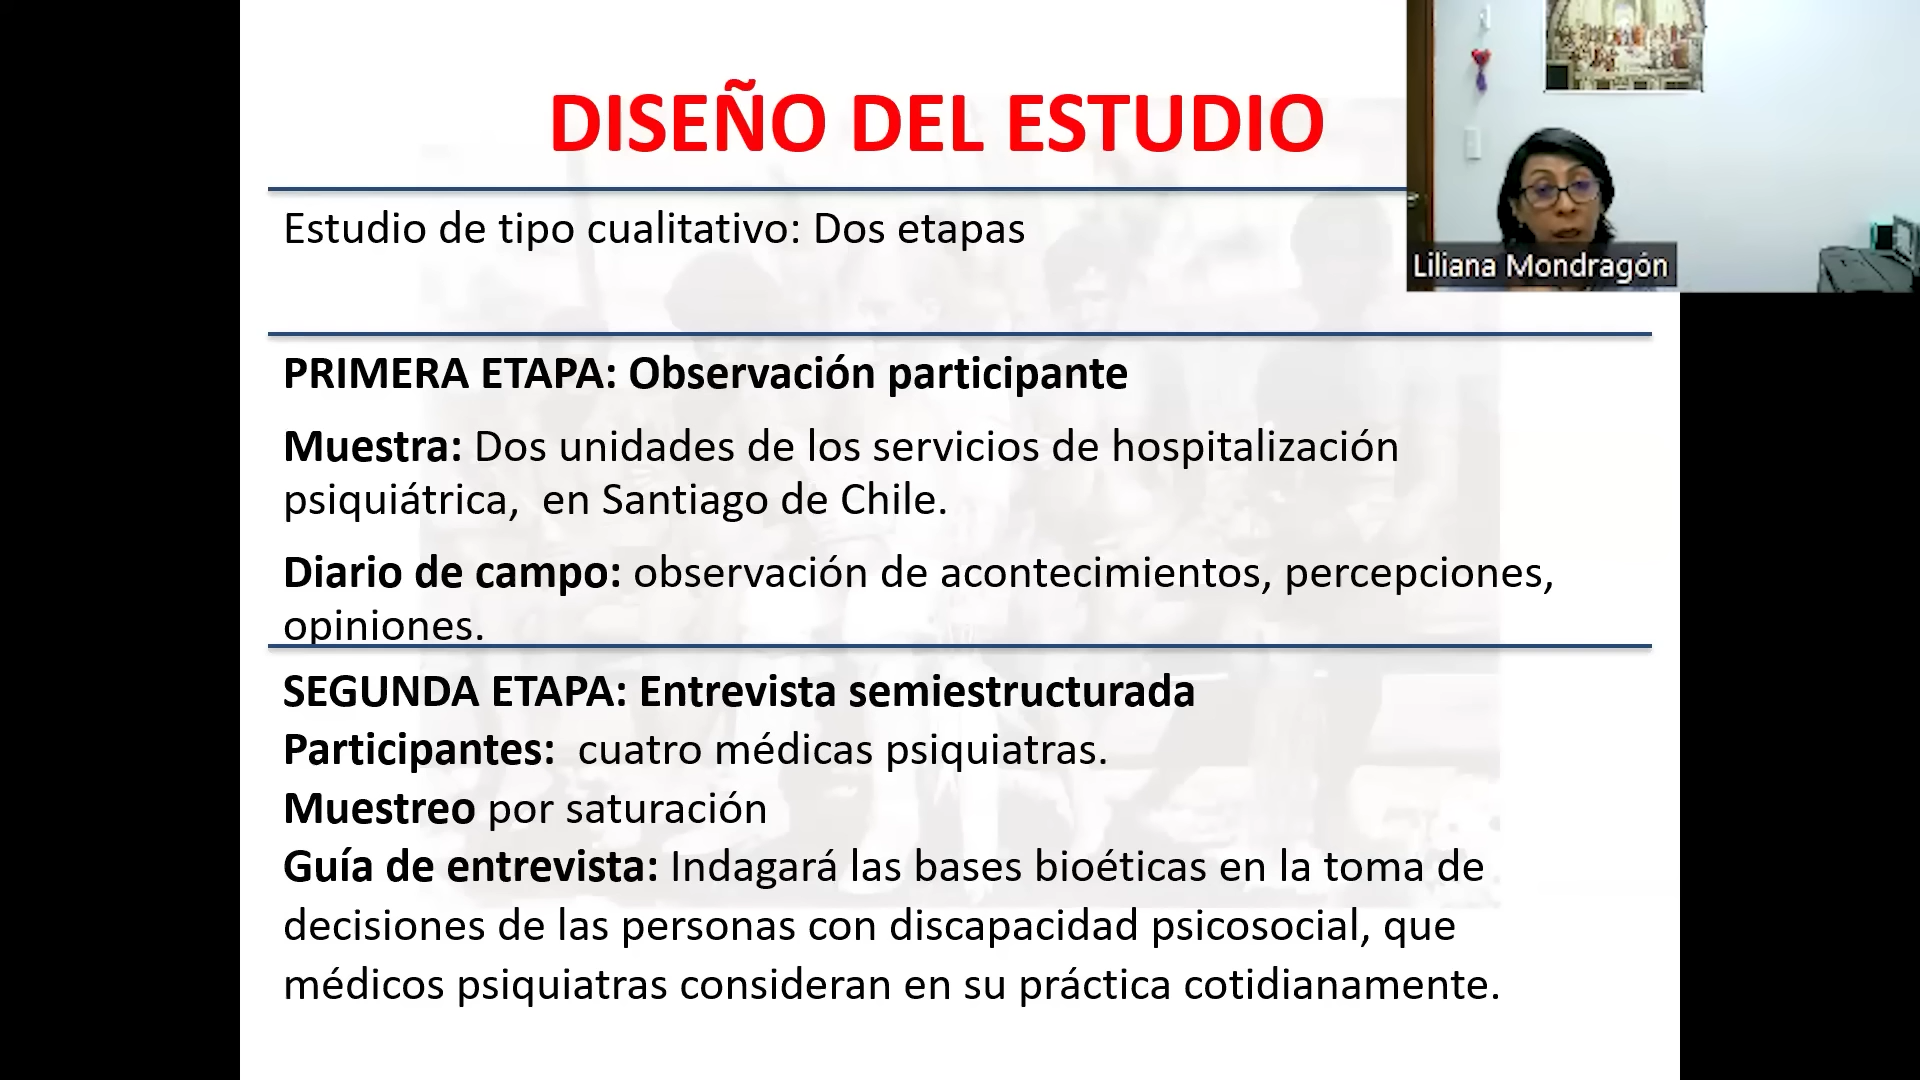 DISEÑO DEL ESTUDIO
Estudio de tipo cualitativo: Dos etapas
Liliana Mondragón
PRIMERA ETAPA: Observación participante
Muestra: Dos unidades de los servicios de hospitalización
psiquiátrica, en Santiago de Chile.
Diario de campo: observación de acontecimientos, percepciones,
opiniones.
SEGUNDA ETAPA: Entrevista semiestructurada
Participantes: cuatro médicas psiquiatras.
Muestreo por saturación
Guía de entrevista: Indagará las bases bioéticas en la toma de
decisiones de las personas con discapacidad psicosocial, que
médicos psiquiatras consideran en su práctica cotidianamente.